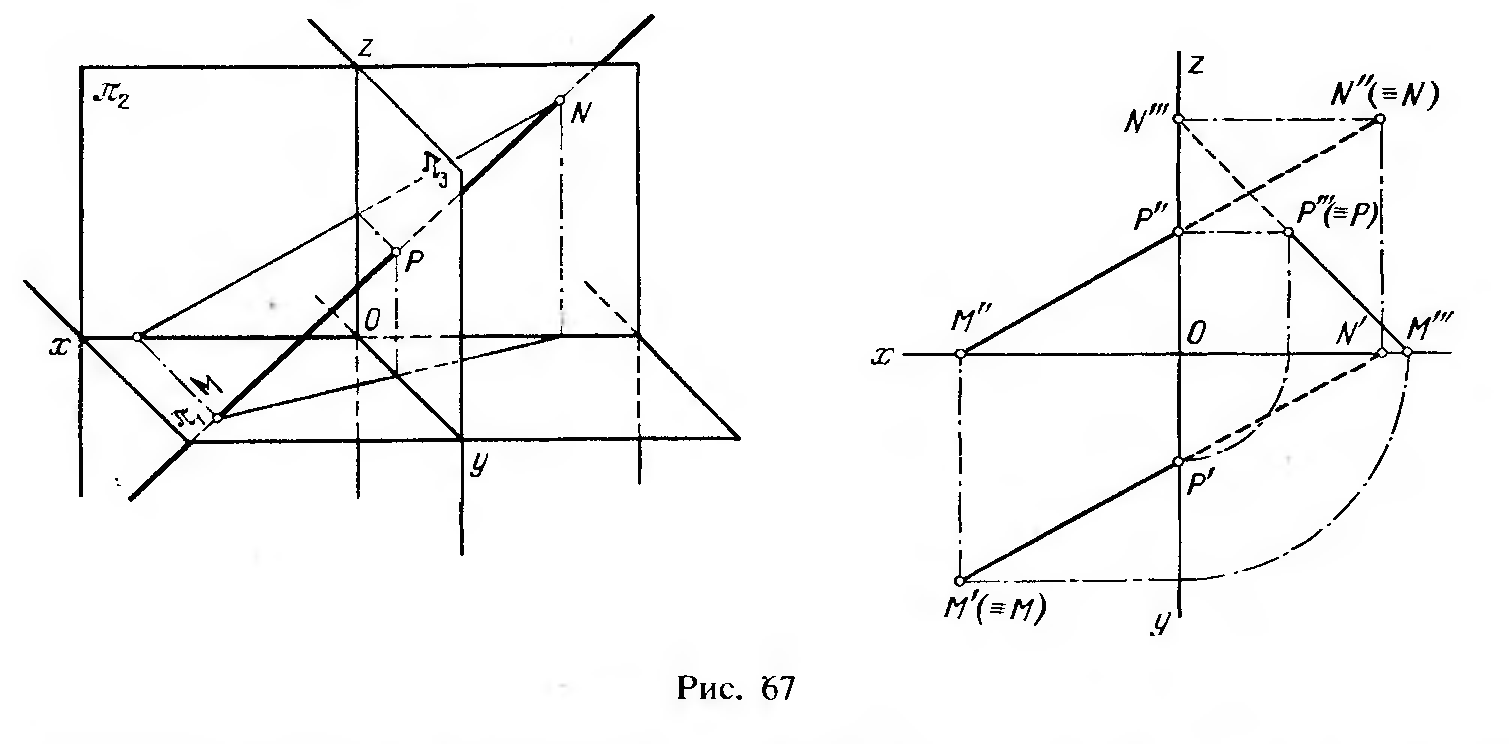 z
π₂
N
π₃
P
O
x
M
π₁
y
z
N‴
N″(≡N)
P″
P‴(≡P)
M″
O
N′
M‴
x
P′
M′(≡M)
y
Рис. 67